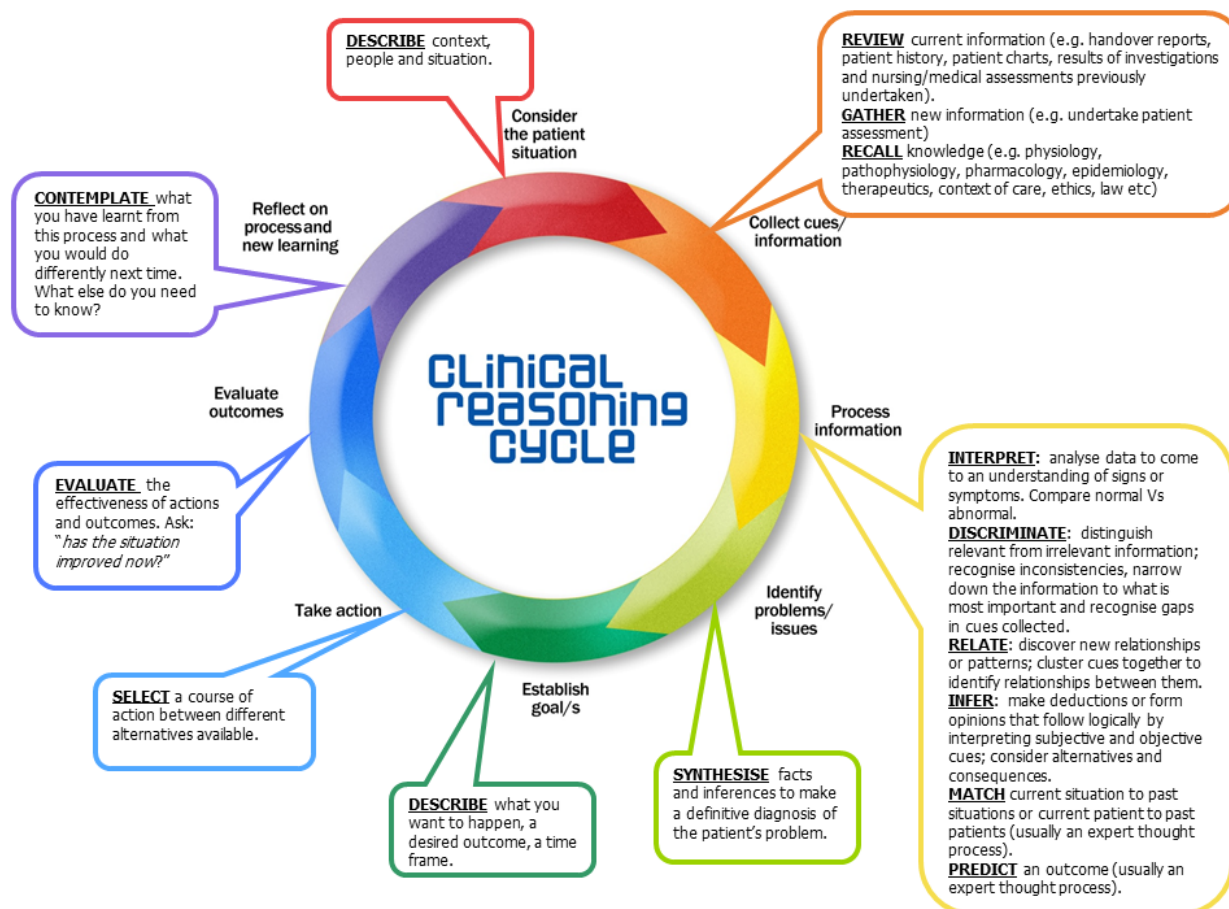 DESCRIBE context,
people and situation.
Consider
the patient
situation
REVIEW current information (e.g. handover reports,
patient history, patient charts, results of investigations
and nursing/medical assessments previously
undertaken).
GATHER new information (e.g. undertake patient
assessment)
RECALL knowledge (e.g. physiology,
pathophysiology, pharmacology, epidemiology,
therapeutics, context of care, ethics, law etc)
Collect cues/
information
Process
information
INTERPRET: analyse data to come
to an understanding of signs or
symptoms. Compare normal Vs
abnormal.
DISCRIMINATE: distinguish
relevant from irrelevant information;
recognise inconsistencies, narrow
down the information to what is
most important and recognise gaps
in cues collected.
RELATE: discover new relationships
or patterns; cluster cues together to
identify relationships between them.
INFER: make deductions or form
opinions that follow logically by
interpreting subjective and objective
cues; consider alternatives and
consequences.
MATCH current situation to past
situations or current patient to past
patients (usually an expert thought
process).
PREDICT an outcome (usually an
expert thought process).
Identify
problems/
issues
SYNTHESISE facts
and inferences to make
a definitive diagnosis of
the patient's problem.
Establish
goal/s
DESCRIBE what you
want to happen, a
desired outcome, a time
frame.
Take action
SELECT a course of
action between different
alternatives available.
Evaluate
outcomes
EVALUATE the
effectiveness of actions
and outcomes. Ask:
"has the situation
improved now?"
Reflect on
process and
new learning
CONTEMPLATE what
you have learnt from
this process and what
you would do
differently next time.
What else do you need
to know?
CLINICAL
REASONING
CYCLE